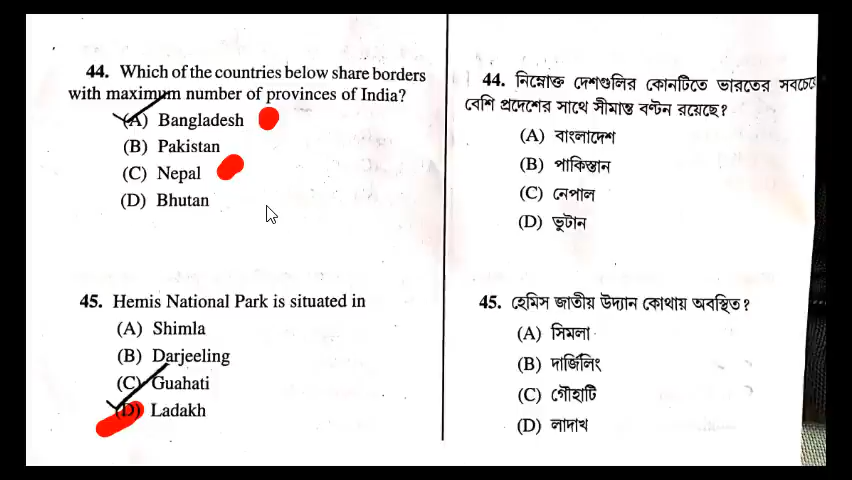 44. Which of the countries below share borders
with maximum number of provinces of India?
(A) Bangladesh
(B) Pakistan
(C) Nepal
(D) Bhutan
45. Hemis National Park is situated in
(A) Shimla
(B) Darjeeling
(C) Guahati
(D) Ladakh
44. নিম্নোক্ত দেশগুলির কোনটিতে ভারতের সবচেয়ে
বেশি প্রদেশের সাথে সীমান্ত বণ্টন রয়েছে?
(A) বাংলাদেশ
(B) পাকিস্তান
(C) নেপাল
(D) ভুটান
45. হেমিস জাতীয় উদ্যান কোথায় অবস্থিত?
(A) সিমলা
(B) দার্জিলিং
(C) গৌহাটি
(D) লাদাখ